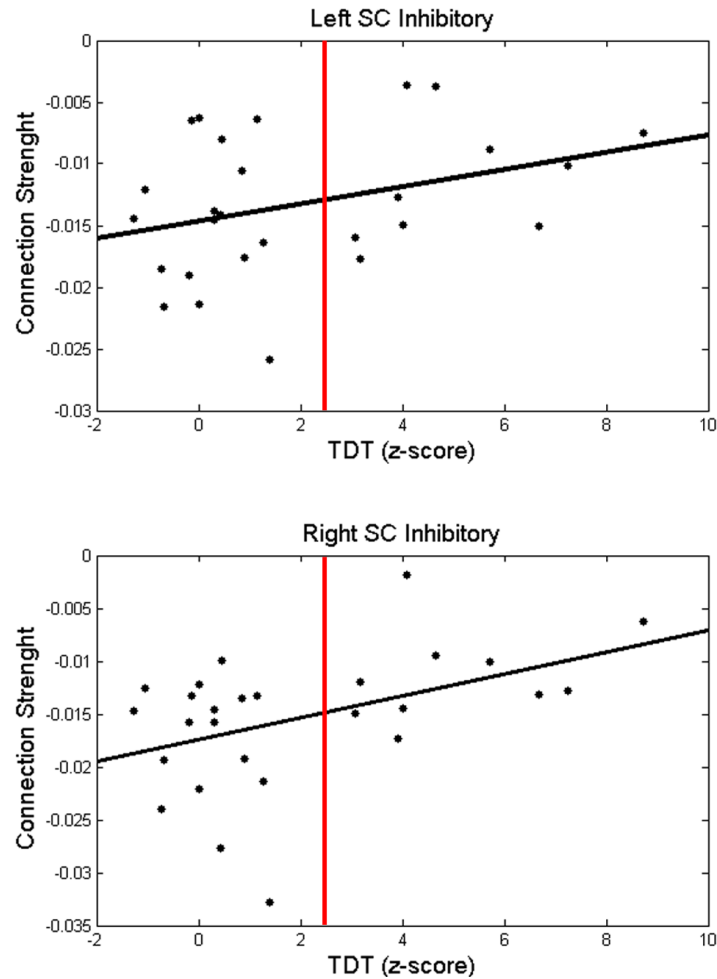 Left SC Inhibitory
0
-0.005
-0.01
-0.015
-0.02
-0.025
-0.03
Connection Strenght
-2 0 2 4 6 8 10
TDT (z-score)
Right SC Inhibitory
0
-0.005
-0.01
-0.015
-0.02
-0.025
-0.03
-0.035
Connection Strenght
-2 0 2 4 6 8 10
TDT (z-score)